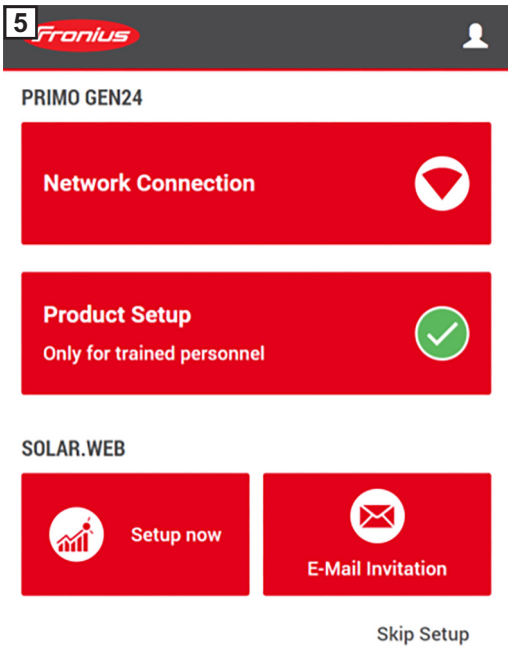 5
Fronius
PRIMO GEN24
Network Connection
Product Setup
Only for trained personnel
SOLAR.WEB
Setup now
E-Mail Invitation
Skip Setup